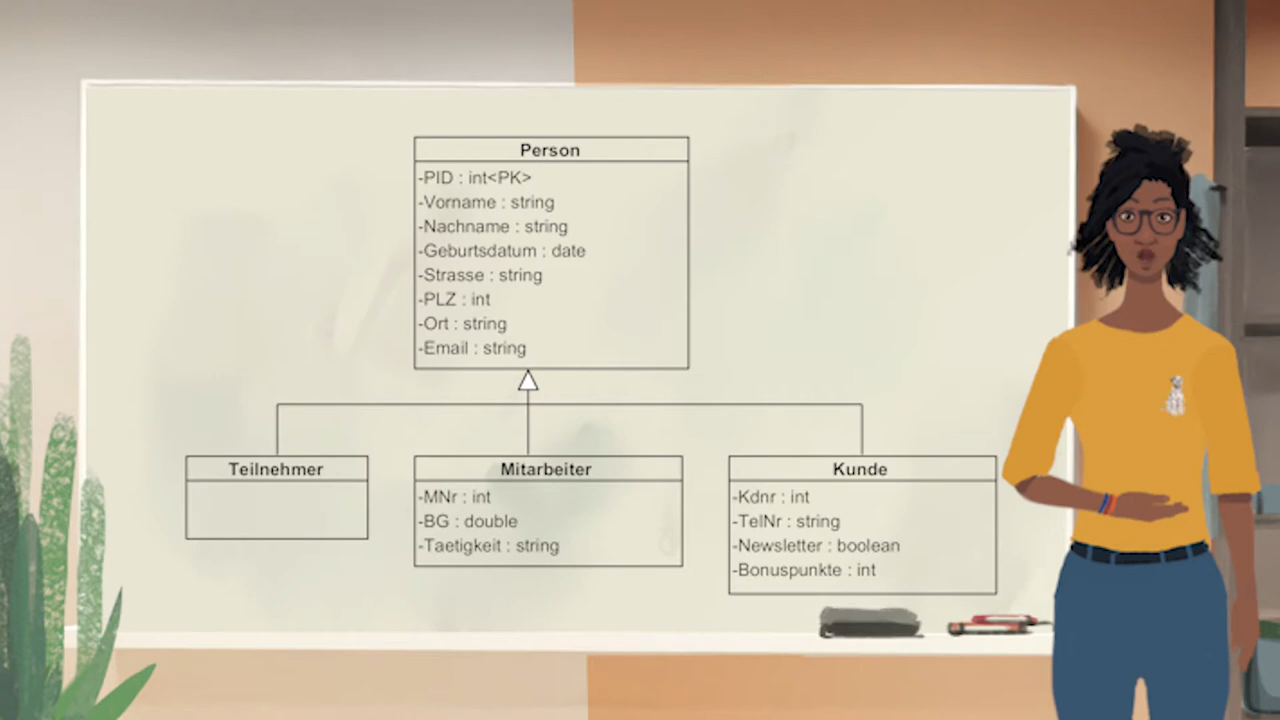 Person
-PID : int<PK>
-Vorname : string
-Nachname : string
-Geburtsdatum : date
-Strasse : string
-PLZ : int
-Ort : string
-Email : string
Teilnehmer
Mitarbeiter
-MNr : int
-BG : double
-Taetigkeit : string
Kunde
-Kdnr : int
-TelNr : string
-Newsletter : boolean
-Bonuspunkte : int